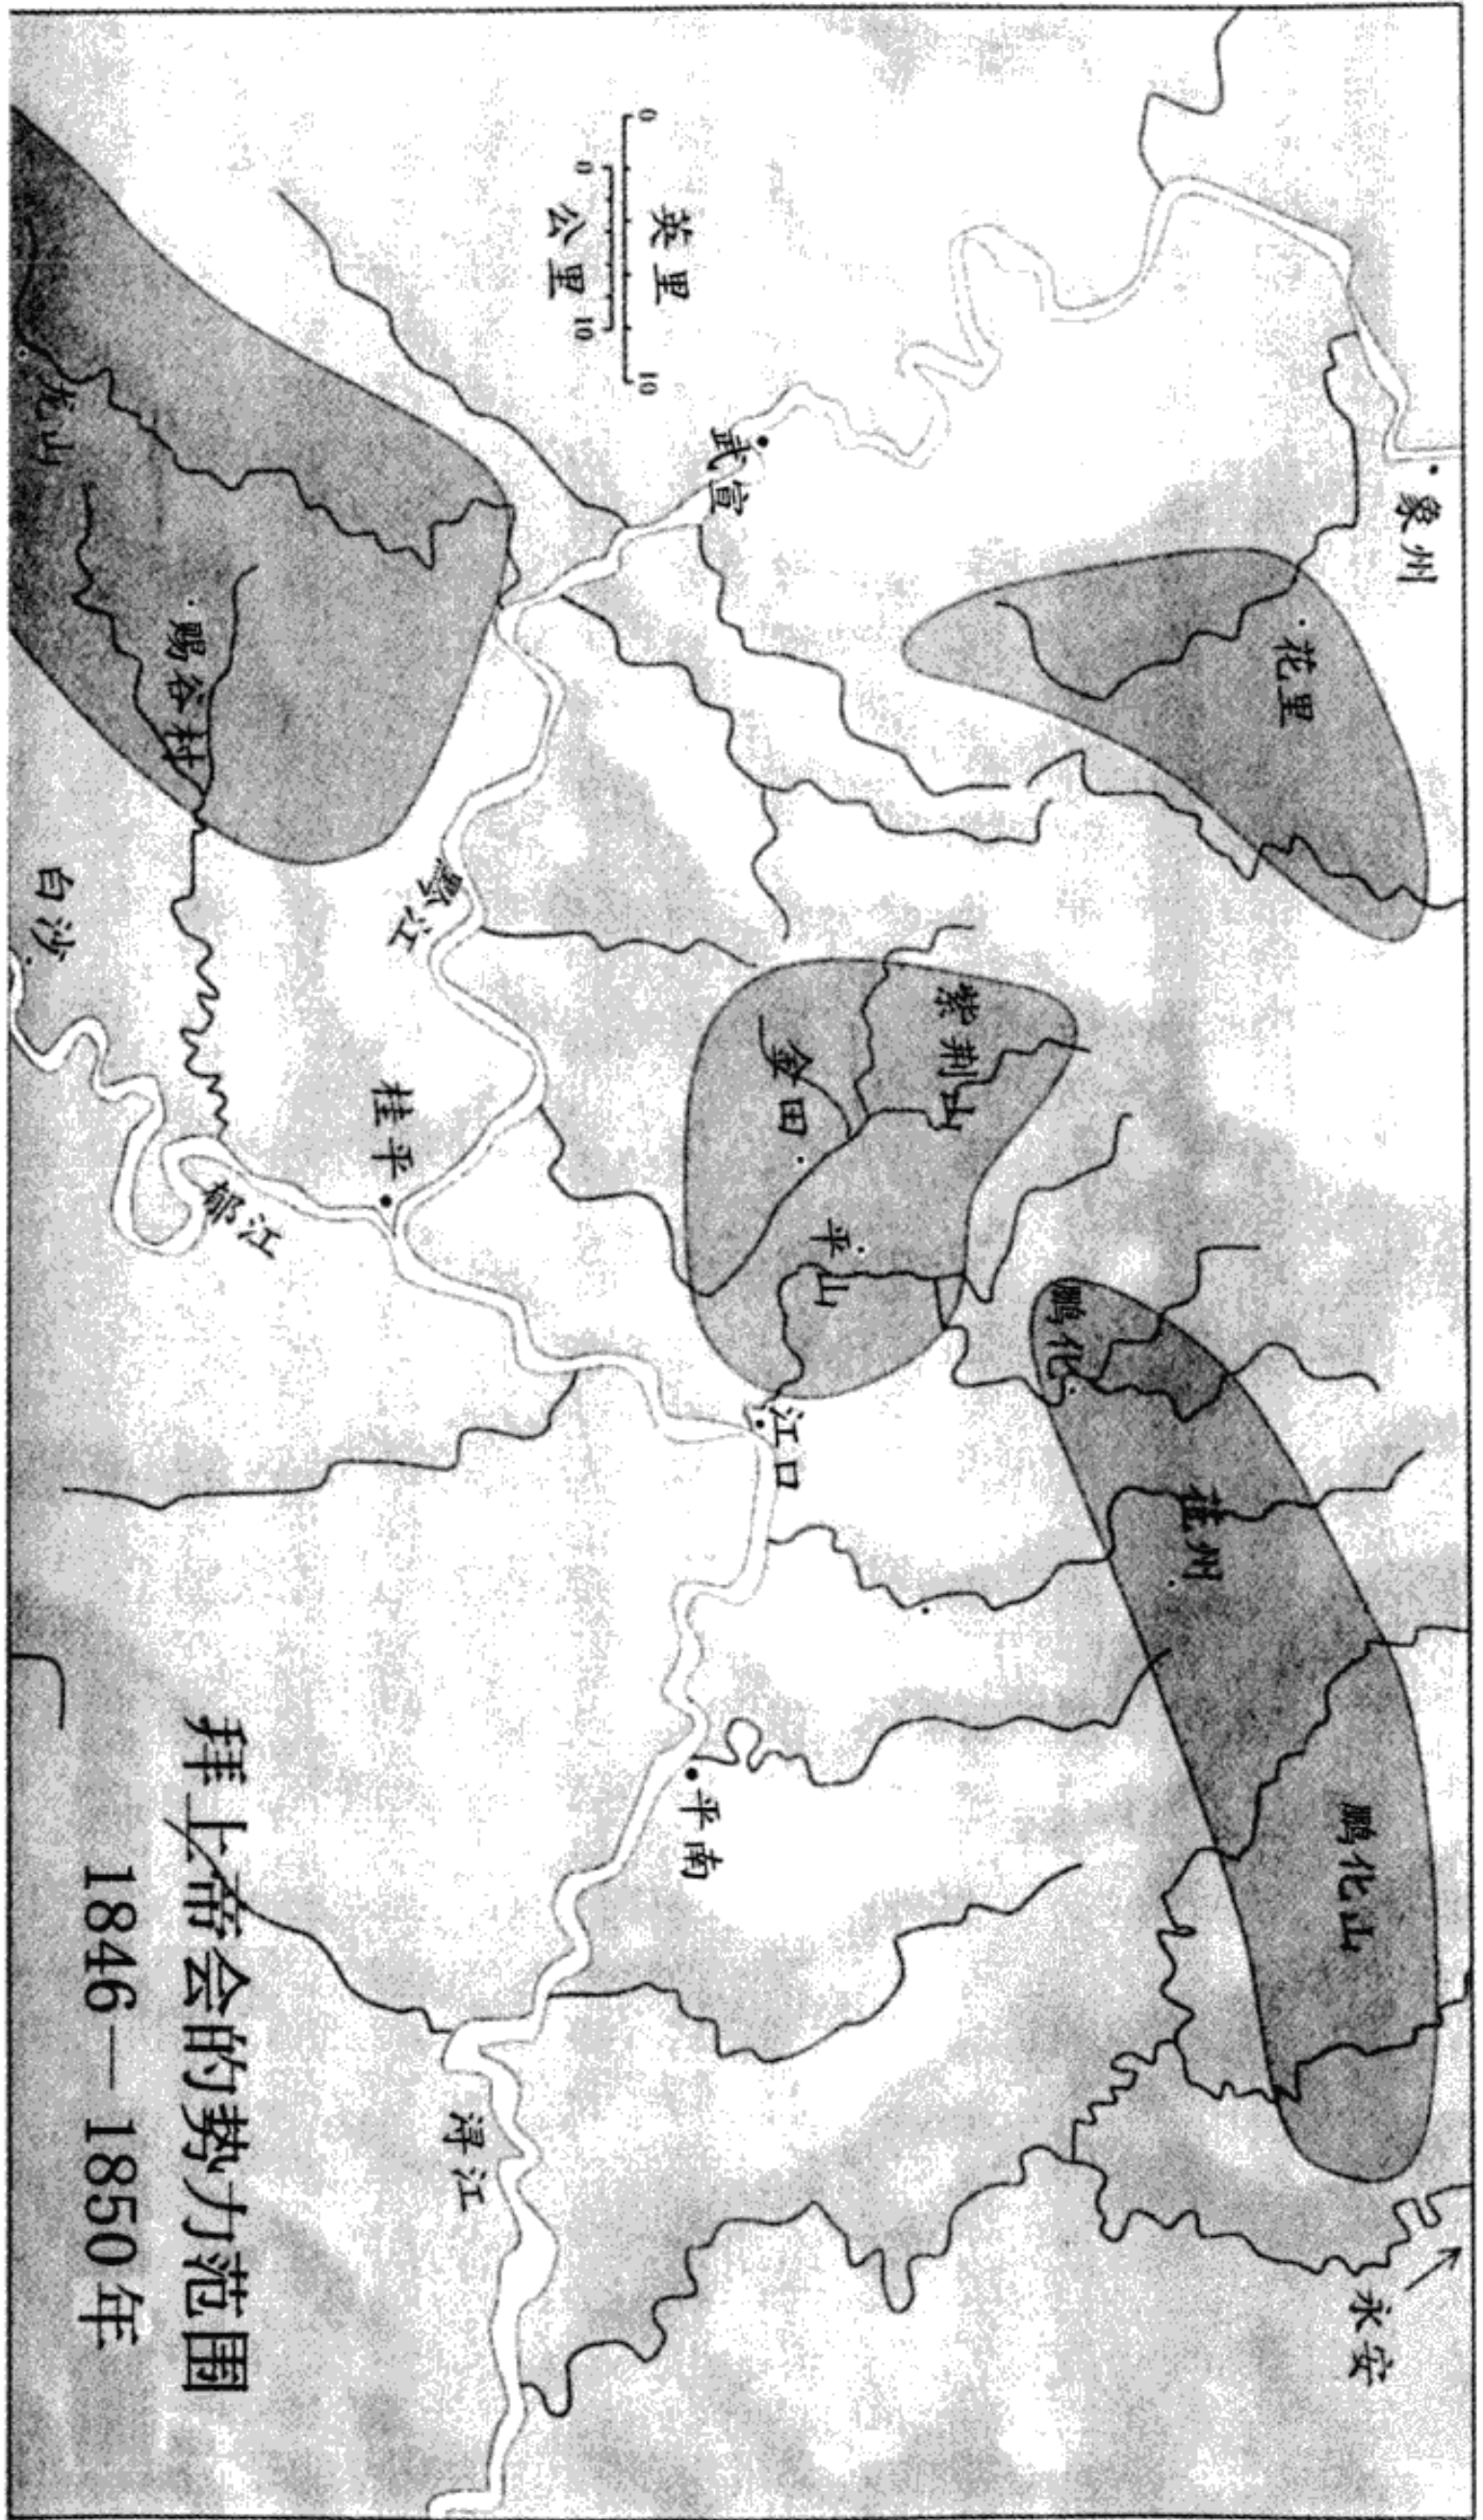 象州
永安
花里
鹏化山
花州
鹏化
紫荆山
平山
金田
江口
武宣
平南
英里
0 10
0 10
公里
浔江
黔江
桂平
郁江
赐谷村
龙山
白沙
拜上帝会的势力范围
1846—1850年